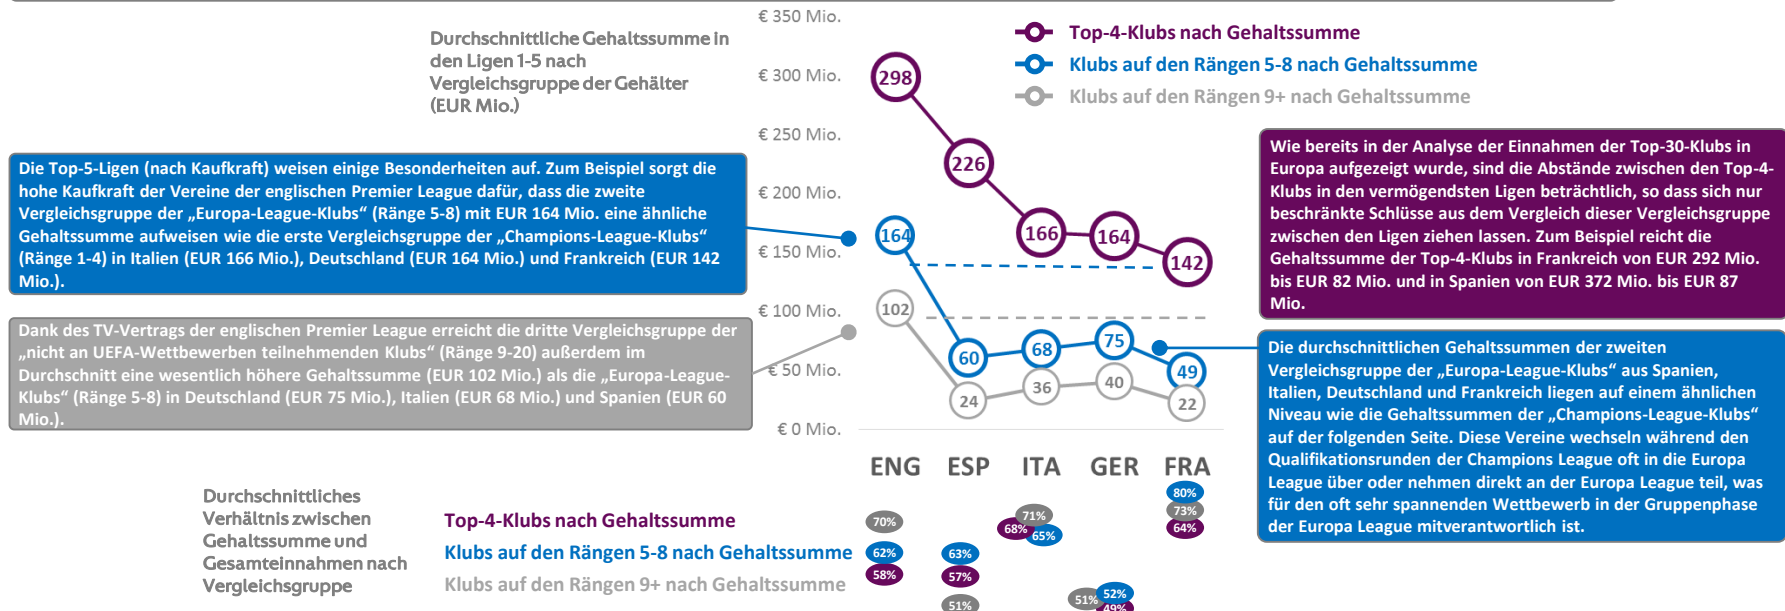 € 350 Mio.
Durchschnittliche Gehaltssumme in
den Ligen 1-5 nach
Vergleichsgruppe der Gehälter
(EUR Mio.)
Top-4-Klubs nach Gehaltssumme
Klubs auf den Rängen 5-8 nach Gehaltssumme
Klubs auf den Rängen 9+ nach Gehaltssumme
€ 300 Mio.
€ 250 Mio.
€ 200 Mio.
€ 150 Mio.
€ 100 Mio.
€ 50 Mio.
€ 0 Mio.
298
226
166
164
142
164
60
68
75
49
102
24
36
40
22
ENG ESP ITA GER FRA
Die Top-5-Ligen (nach Kaufkraft) weisen einige Besonderheiten auf. Zum Beispiel sorgt die
hohe Kaufkraft der Vereine der englischen Premier League dafür, dass die zweite
Vergleichsgruppe der „Europa-League-Klubs“ (Ränge 5-8) mit EUR 164 Mio. eine ähnliche
Gehaltssumme aufweisen wie die erste Vergleichsgruppe der „Champions-League-Klubs“
(Ränge 1-4) in Italien (EUR 166 Mio.), Deutschland (EUR 164 Mio.) und Frankreich (EUR 142
Mio.).
Dank des TV-Vertrags der englischen Premier League erreicht die dritte Vergleichsgruppe der
„nicht an UEFA-Wettbewerben teilnehmenden Klubs“ (Ränge 9-20) außerdem im
Durchschnitt eine wesentlich höhere Gehaltssumme (EUR 102 Mio.) als die „Europa-League-
Klubs“ (Ränge 5-8) in Deutschland (EUR 75 Mio.), Italien (EUR 68 Mio.) und Spanien (EUR 60
Mio.).
Wie bereits in der Analyse der Einnahmen der Top-30-Klubs in
Europa aufgezeigt wurde, sind die Abstände zwischen den Top-4-
Klubs in den vermögendsten Ligen beträchtlich, so dass sich nur
beschränkte Schlüsse aus dem Vergleich dieser Vergleichsgruppe
zwischen den Ligen ziehen lassen. Zum Beispiel reicht die
Gehaltssumme der Top-4-Klubs in Frankreich von EUR 292 Mio.
bis EUR 82 Mio. und in Spanien von EUR 372 Mio. bis EUR 87
Mio.
Die durchschnittlichen Gehaltssummen der zweiten
Vergleichsgruppe der „Europa-League-Klubs“ aus Spanien,
Italien, Deutschland und Frankreich liegen auf einem ähnlichen
Niveau wie die Gehaltssummen der „Champions-League-Klubs“
auf der folgenden Seite. Diese Vereine wechseln während den
Qualifikationsrunden der Champions League oft in die Europa
League über oder nehmen direkt an der Europa League teil, was
für den oft sehr spannenden Wettbewerb in der Gruppenphase
der Europa League mitverantwortlich ist.
Durchschnittliches
Verhältnis zwischen
Gehaltssumme und
Gesamteinnahmen nach
Vergleichsgruppe
Top-4-Klubs nach Gehaltssumme
Klubs auf den Rängen 5-8 nach Gehaltssumme
Klubs auf den Rängen 9+ nach Gehaltssumme
70%
62%
58%
63%
57%
51%
71%
68%
65%
51%
52%
49%
80%
73%
64%